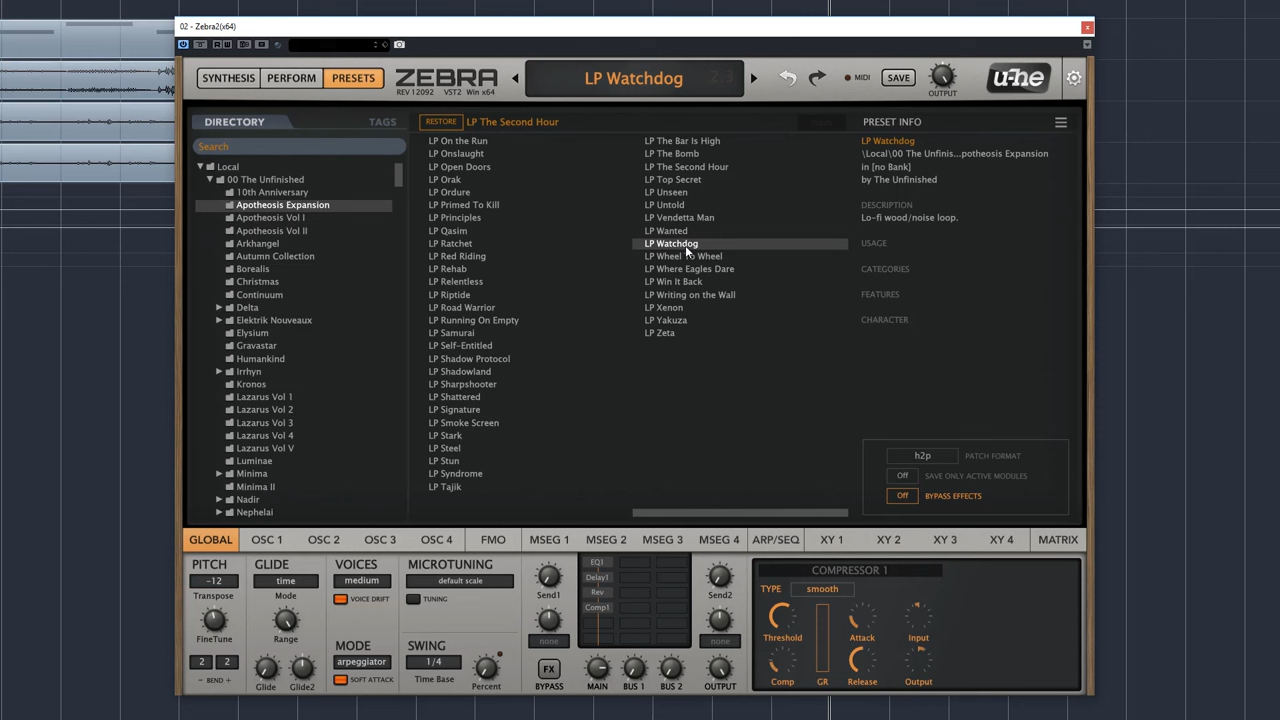 02 - Zebra2(x64)
SYNTHESIS PERFORM PRESETS
ZEBRA
REV 12092 VST2 Win x64
LP Watchdog
MIDI
SAVE
OUTPUT
u-he
DIRECTORY TAGS
Search
Local
00 The Unfinished
10th Anniversary
Apotheosis Expansion
Apotheosis Vol I
Apotheosis Vol II
Arkhangel
Autumn Collection
Borealis
Christmas
Continuum
Delta
Elektrik Nouveaux
Elysium
Gravastar
Humankind
Irrhyn
Kronos
Lazarus Vol 1
Lazarus Vol 2
Lazarus Vol 3
Lazarus Vol 4
Lazarus Vol V
Luminae
Minima
Minima II
Nadir
Nephelai
RESTORE LP The Second Hour
LP On the Run
LP Onslaught
LP Open Doors
LP Orak
LP Ordure
LP Primed To Kill
LP Principles
LP Qasim
LP Ratchet
LP Red Riding
LP Rehab
LP Relentless
LP Riptide
LP Road Warrior
LP Running On Empty
LP Samurai
LP Self-Entitled
LP Shadow Protocol
LP Shadowland
LP Sharpshooter
LP Shattered
LP Signature
LP Smoke Screen
LP Stark
LP Steel
LP Stun
LP Syndrome
LP Tajik
LP The Bar Is High
LP The Bomb
LP The Second Hour
LP Top Secret
LP Unseen
LP Untold
LP Vendetta Man
LP Wanted
LP Watchdog
LP Wheel To Wheel
LP Where Eagles Dare
LP Win It Back
LP Writing on the Wall
LP Xenon
LP Yakuza
LP Zeta
PRESET INFO
LP Watchdog
\Local\00 The Unfinis...potheosis Expansion
in [no Bank]
by The Unfinished
DESCRIPTION
Lo-fi wood/noise loop.
USAGE
CATEGORIES
FEATURES
CHARACTER
h2p PATCH FORMAT
Off SAVE ONLY ACTIVE MODULES
Off BYPASS EFFECTS
GLOBAL OSC 1 OSC 2 OSC 3 OSC 4 FMO MSEG 1 MSEG 2 MSEG 3 MSEG 4 ARP/SEQ XY 1 XY 2 XY 3 XY 4 MATRIX
PITCH
-12
Transpose
FineTune
2 2
- BEND +
GLIDE
time
Mode
Range
Glide Glide2
VOICES
medium
VOICE DRIFT
MODE
arpeggiator
SOFT ATTACK
MICROTUNING
default scale
TUNING
SWING
1/4
Time Base Percent
Send1
none
FX
BYPASS
EQ1
Delay1
Rev
Comp1
MAIN BUS 1 BUS 2
Send2
none
OUTPUT
COMPRESSOR 1
TYPE smooth
Threshold Attack Input
Comp GR Release Output